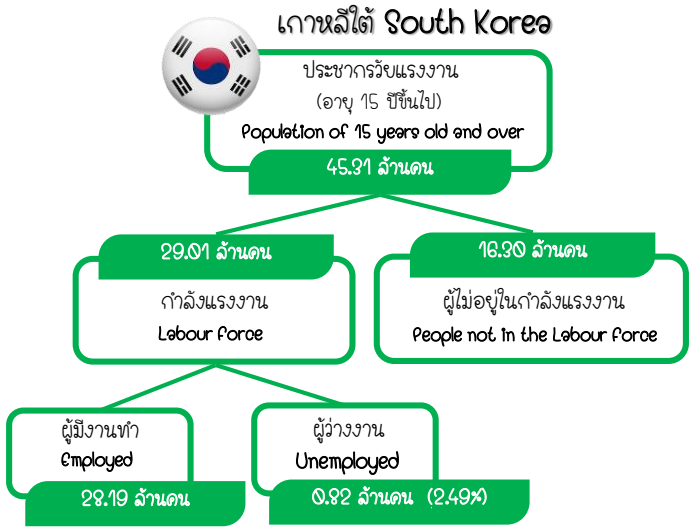 เกาหลีใต้ South Korea
ประชากรวัยแรงงาน
(อายุ 15 ปีขึ้นไป)
Population of 15 years old and over
45.31 ล้านคน
29.01 ล้านคน
กำลังแรงงาน
Labour Force
16.30 ล้านคน
ผู้ไม่อยู่ในกำลังแรงงาน
People not in the Labour Force
ผู้มีงานทำ
Employed
28.19 ล้านคน
ผู้ว่างงาน
Unemployed
0.82 ล้านคน (2.49%)